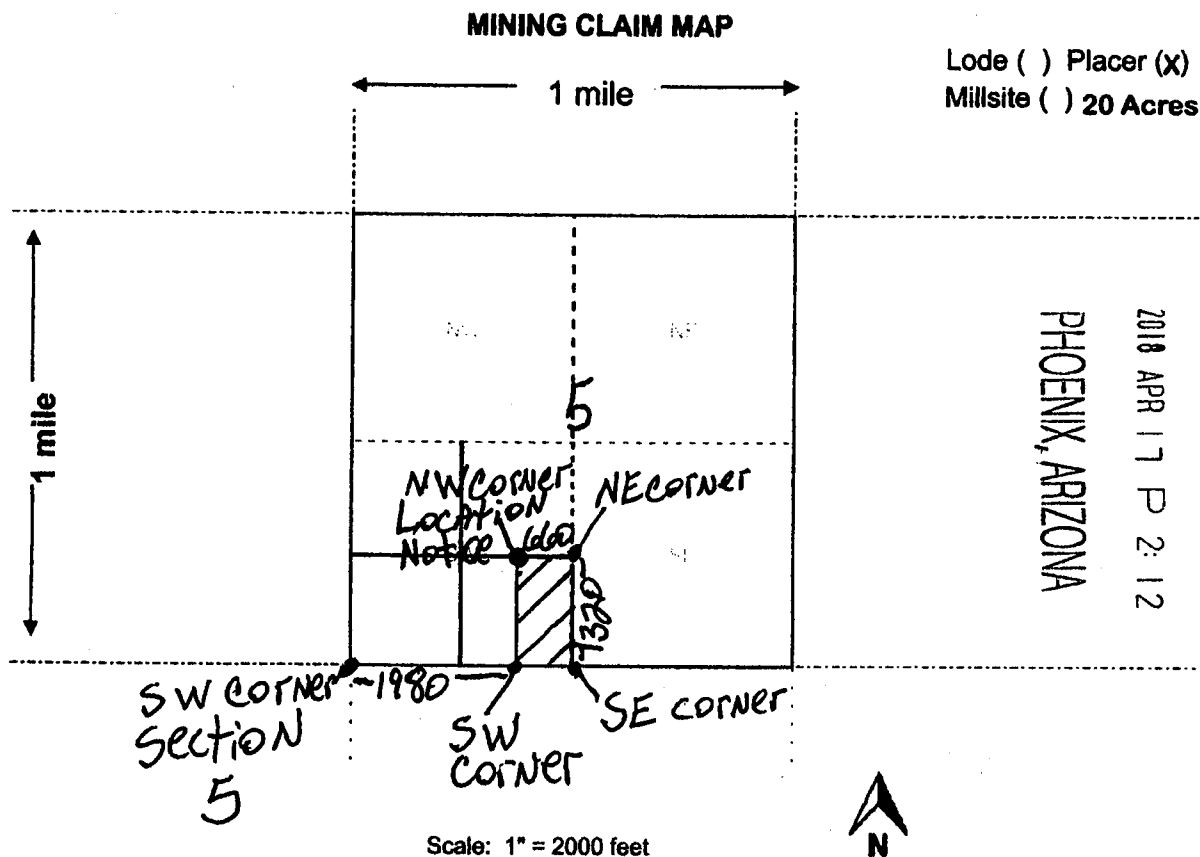 MINING CLAIM MAP
Lode ( ) Placer (x)
Millsite ( ) 20 Acres
1 mile
1 mile
5
NW corner
Location
Notice
660
NE corner
1320
SW corner
Section
5
1980
SW
corner
SE corner
Scale: 1" = 2000 feet
N
2018 APR 17 P 2:12
PHOENIX, ARIZONA